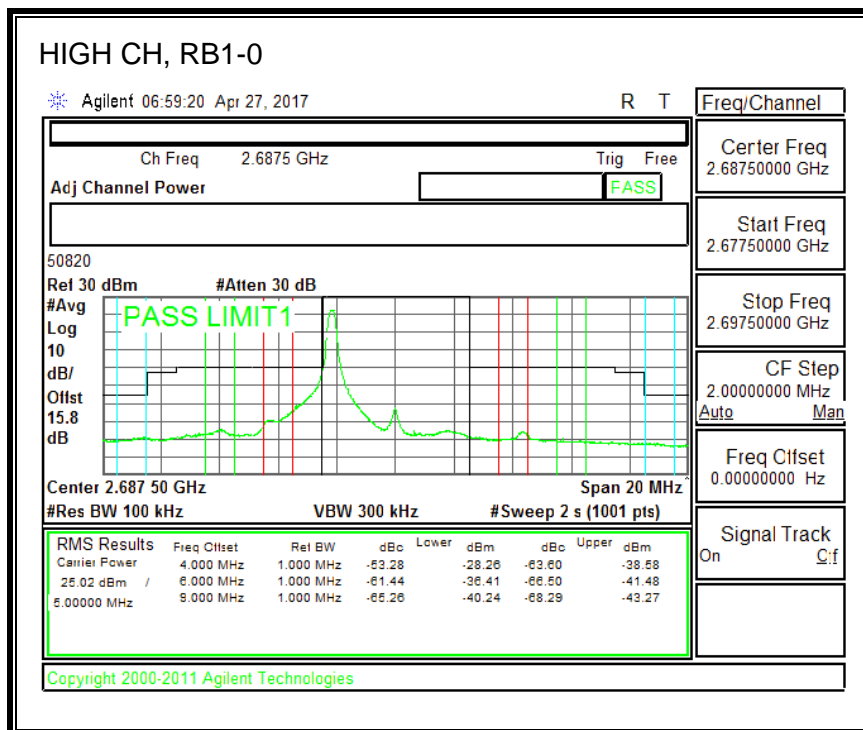 HIGH CH, RB1-0
Agilent 06:59:20 Apr 27, 2017 R T
Freq/Channel
Ch Freq 2.6875 GHz Trig Free
Adj Channel Power PASS
Center Freq
2.68750000 GHz
Start Freq
2.67750000 GHz
Stop Freq
2.69750000 GHz
CF Step
2.00000000 MHz
Auto Man
Freq Offset
0.00000000 Hz
Signal Track
On Off
50820
Ref 30 dBm #Atten 30 dB
#Avg
Log
10
dB/
Offst
15.8
dB
PASS LIMIT1
Center 2.687 50 GHz Span 20 MHz
#Res BW 100 kHz VBW 300 kHz #Sweep 2 s (1001 pts)
RMS Results Freq Offset Ref BW dBc Lower dBm dBc Upper dBm
Carrier Power 4.000 MHz 1.000 MHz -53.28 -28.26 -63.60 -38.58
25.02 dBm / 6.000 MHz 1.000 MHz -61.44 -36.41 -66.50 -41.48
5.00000 MHz 9.000 MHz 1.000 MHz -65.26 -40.24 -68.29 -43.27
Copyright 2000-2011 Agilent Technologies